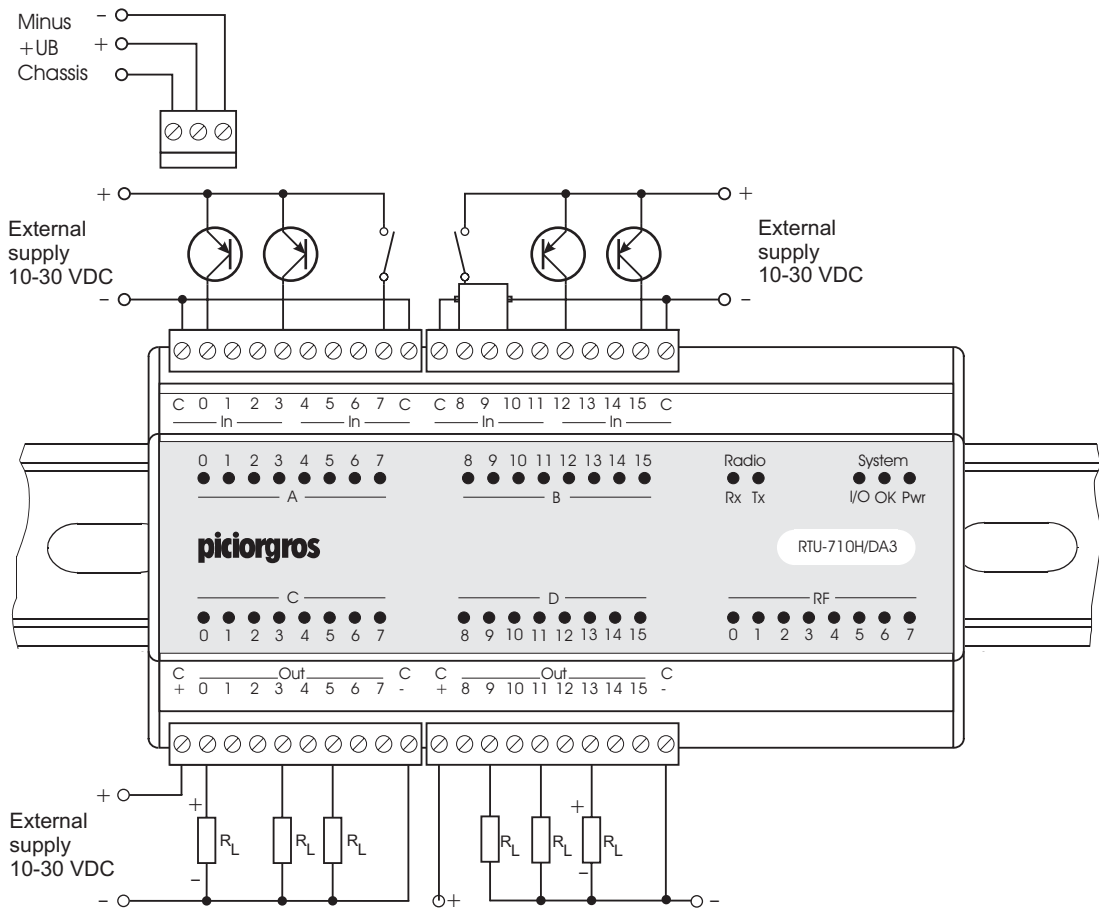 Minus -
+UB +
Chassis
+ +
External supply 10-30 VDC
External supply 10-30 VDC
- -
C 0 1 2 3 4 5 6 7 C C 8 9 10 11 12 13 14 15 C
In In In In
0 1 2 3 4 5 6 7 8 9 10 11 12 13 14 15 Radio System
A B Rx Tx I/O OK Pwr
piciorgros RTU-710H/DA3
C D RF
0 1 2 3 4 5 6 7 8 9 10 11 12 13 14 15 0 1 2 3 4 5 6 7
C Out C C Out C
+ 0 1 2 3 4 5 6 7 - + 8 9 10 11 12 13 14 15 -
+ + +
External supply 10-30 VDC
RL RL RL RL RL RL
- -
- + -